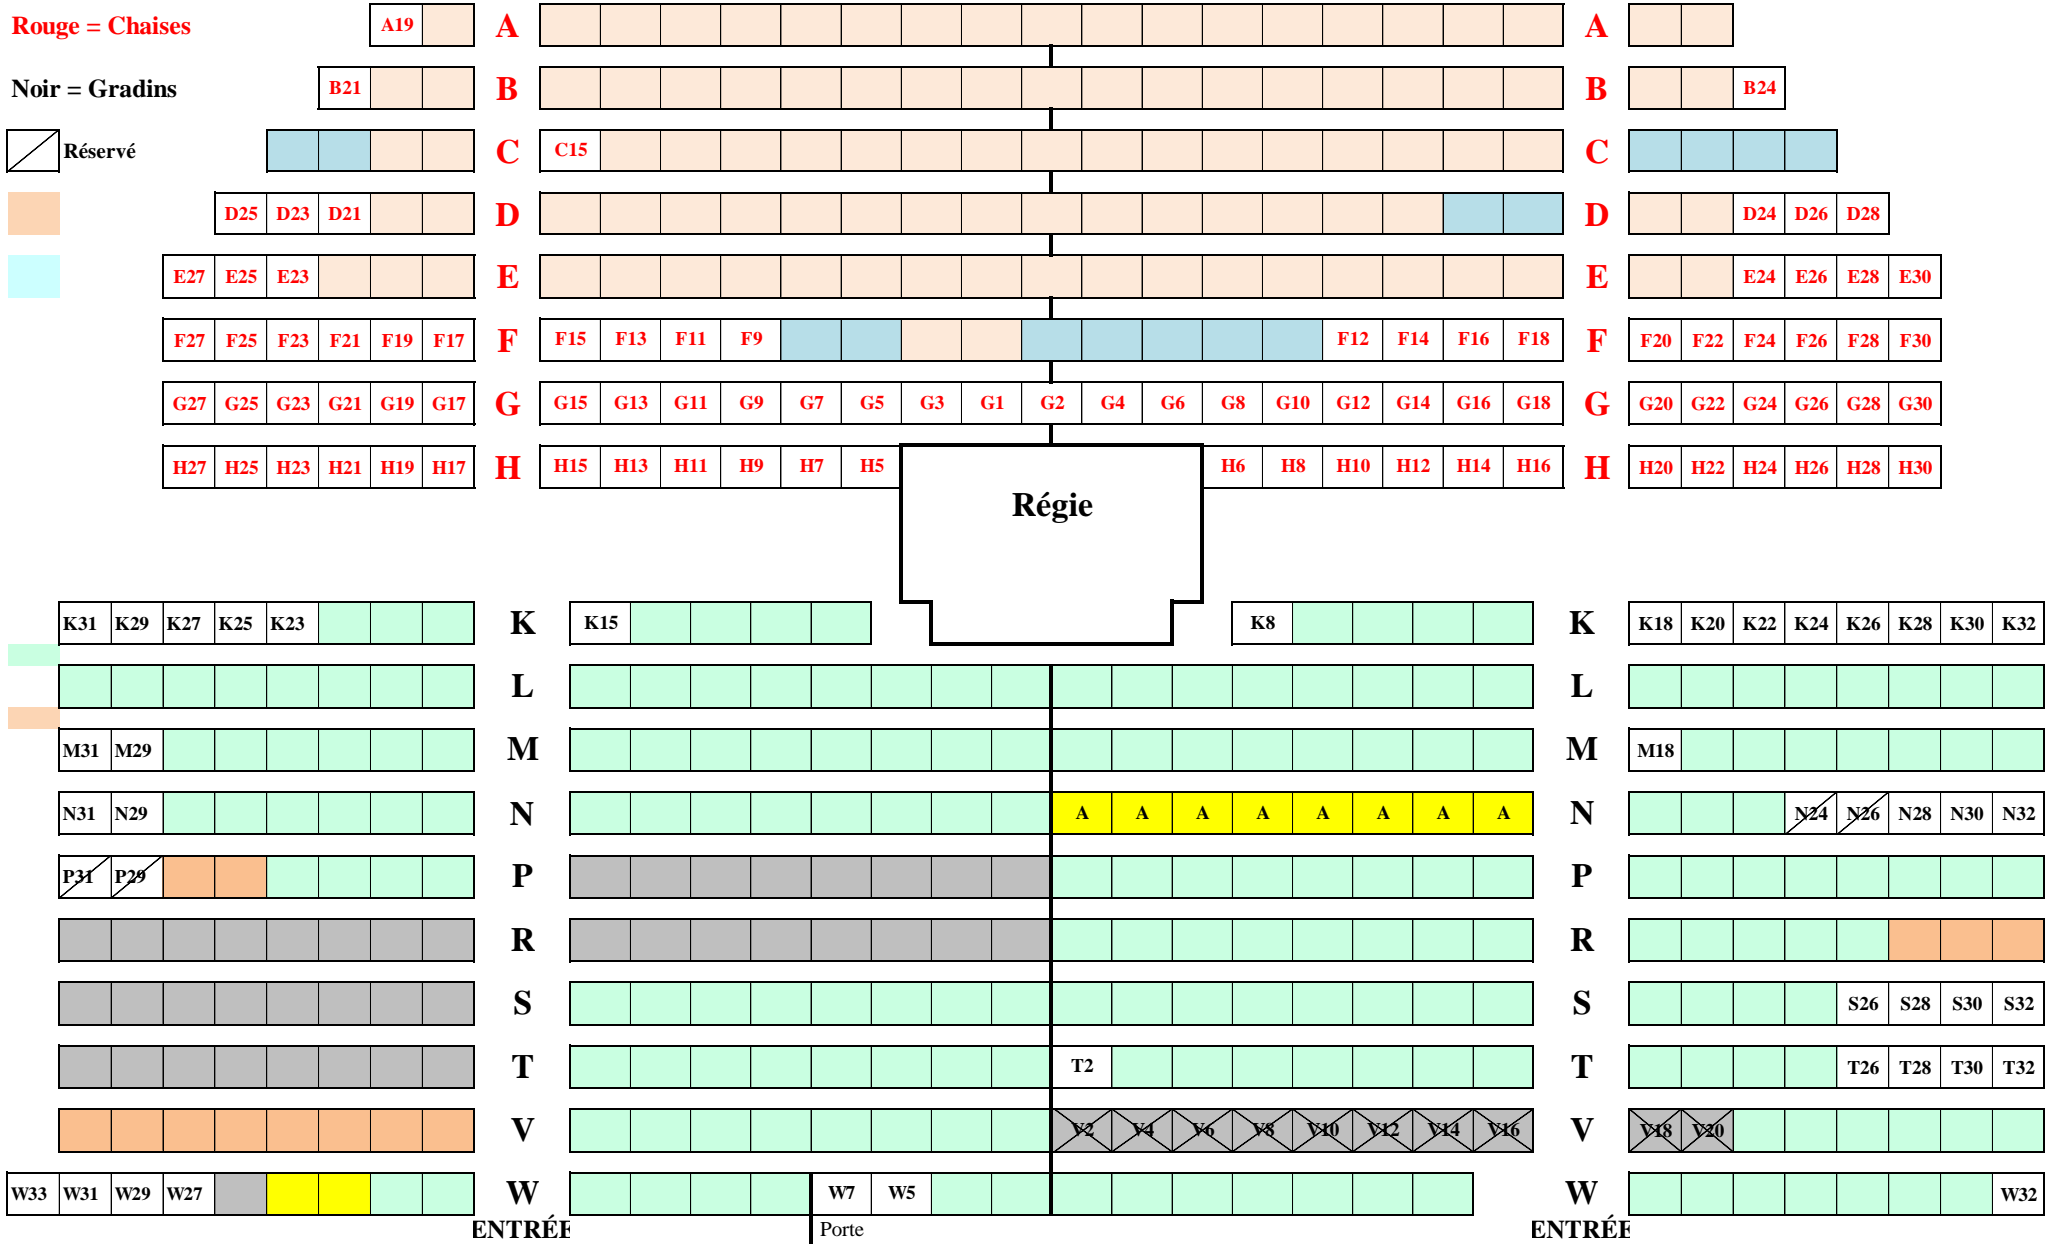 Rouge = Chaises A19 A A
Noir = Gradins B21 B B B24
Réservé C C15 C
D25 D23 D21 D D D24 D26 D28
E27 E25 E23 E E E24 E26 E28 E30
F27 F25 F23 F21 F19 F17 F F15 F13 F11 F9 F12 F14 F16 F18 F F20 F22 F24 F26 F28 F30
G27 G25 G23 G21 G19 G17 G G15 G13 G11 G9 G7 G5 G3 G1 G2 G4 G6 G8 G10 G12 G14 G16 G18 G G20 G22 G24 G26 G28 G30
H27 H25 H23 H21 H19 H17 H H15 H13 H11 H9 H7 H5 H6 H8 H10 H12 H14 H16 H H20 H22 H24 H26 H28 H30
Régie
K31 K29 K27 K25 K23 K K15 K8 K K18 K20 K22 K24 K26 K28 K30 K32
L L
M31 M29 M M M18
N31 N29 N A A A A A A A A N N24 N26 N28 N30 N32
P31 P29 P P
R R
S S S26 S28 S30 S32
T T2 T T26 T28 T30 T32
V V2 V4 V6 V8 V10 V12 V14 V16 V V18 V20
W33 W31 W29 W27 W W7 W5 W W32
ENTRÉE Porte ENTRÉE